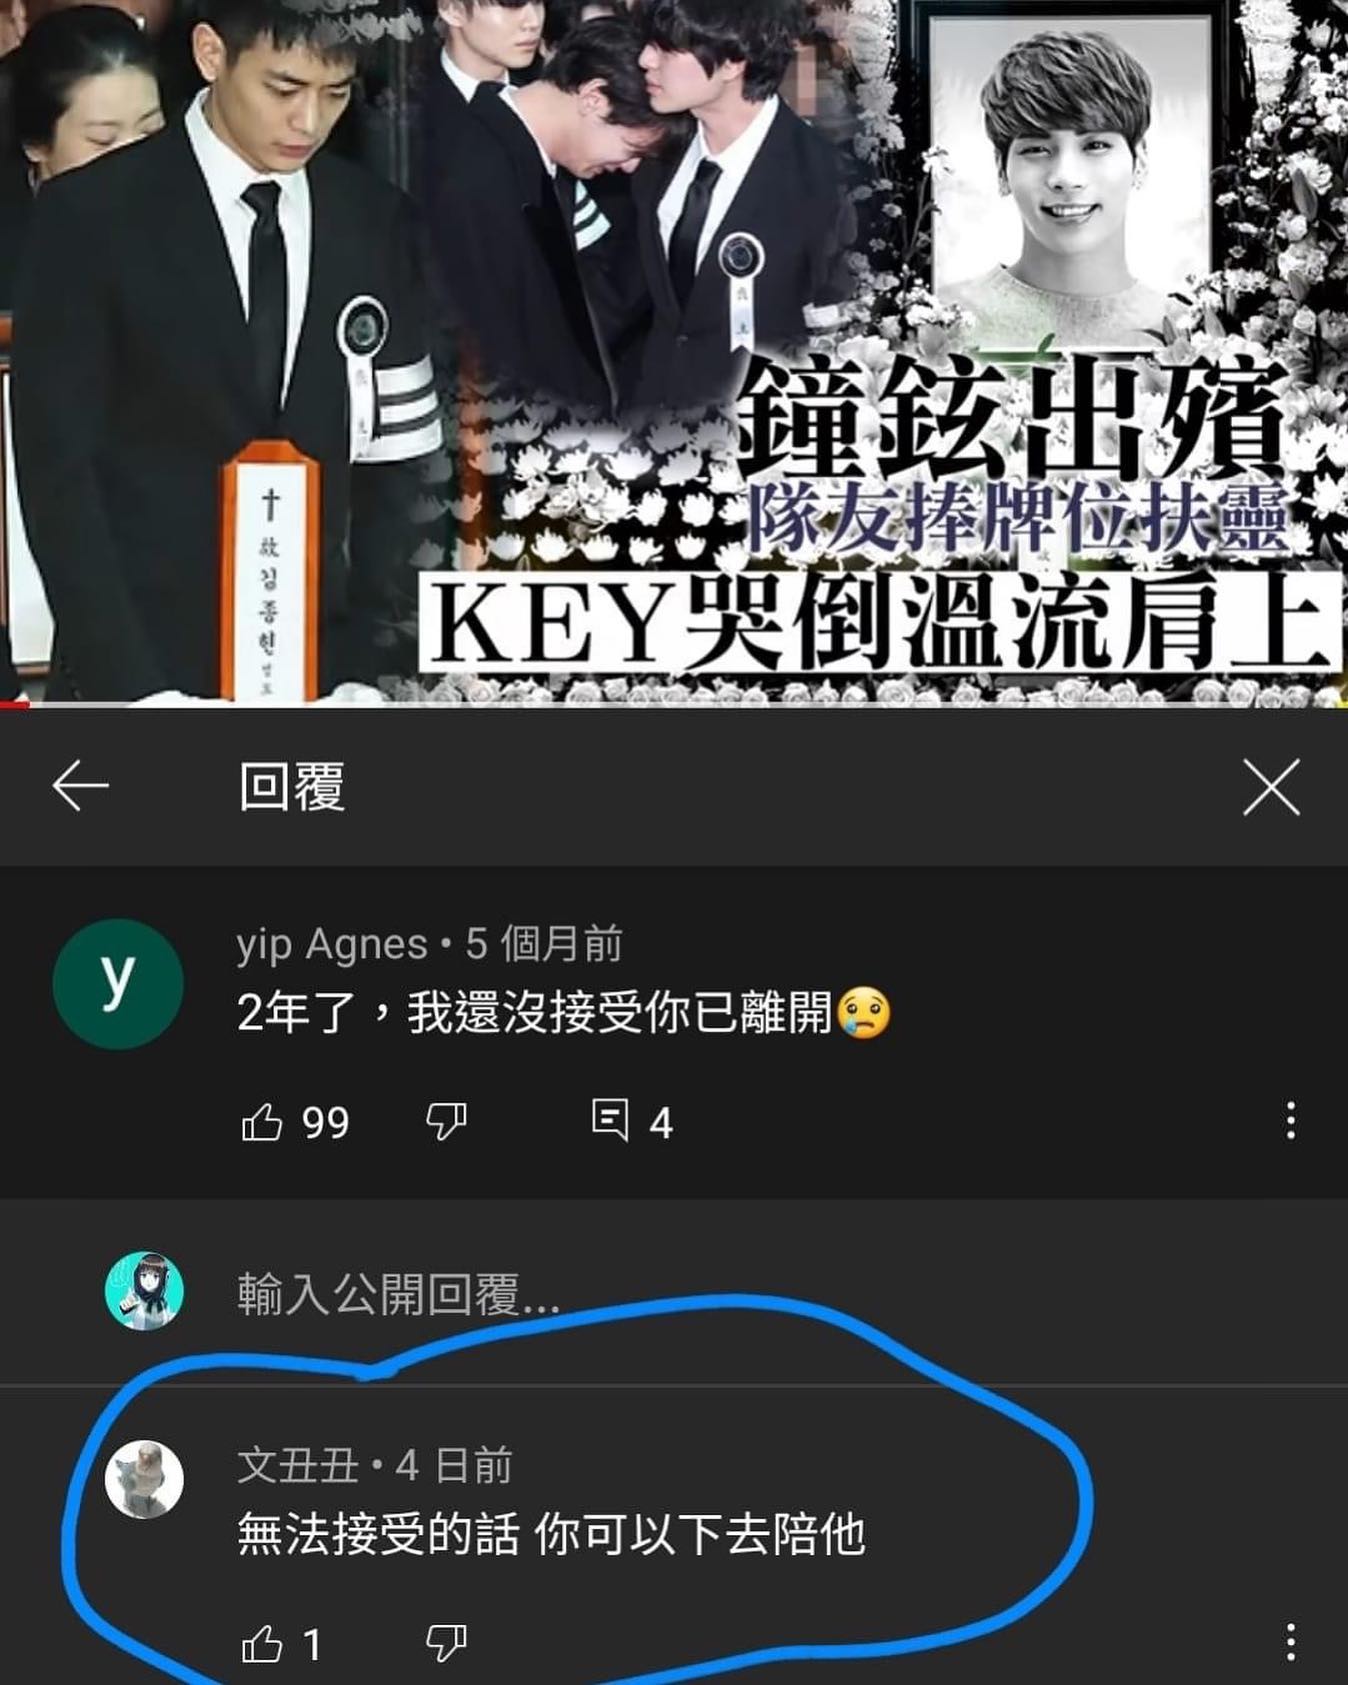 鐘鉉出殯
隊友捧牌位扶靈
KEY哭倒溫流肩上
故김종현
回覆
yip Agnes • 5 個月前
2年了，我還沒接受你已離開😢
99
4
輸入公開回覆...
文丑丑 • 4 日前
無法接受的話 你可以下去陪他
1